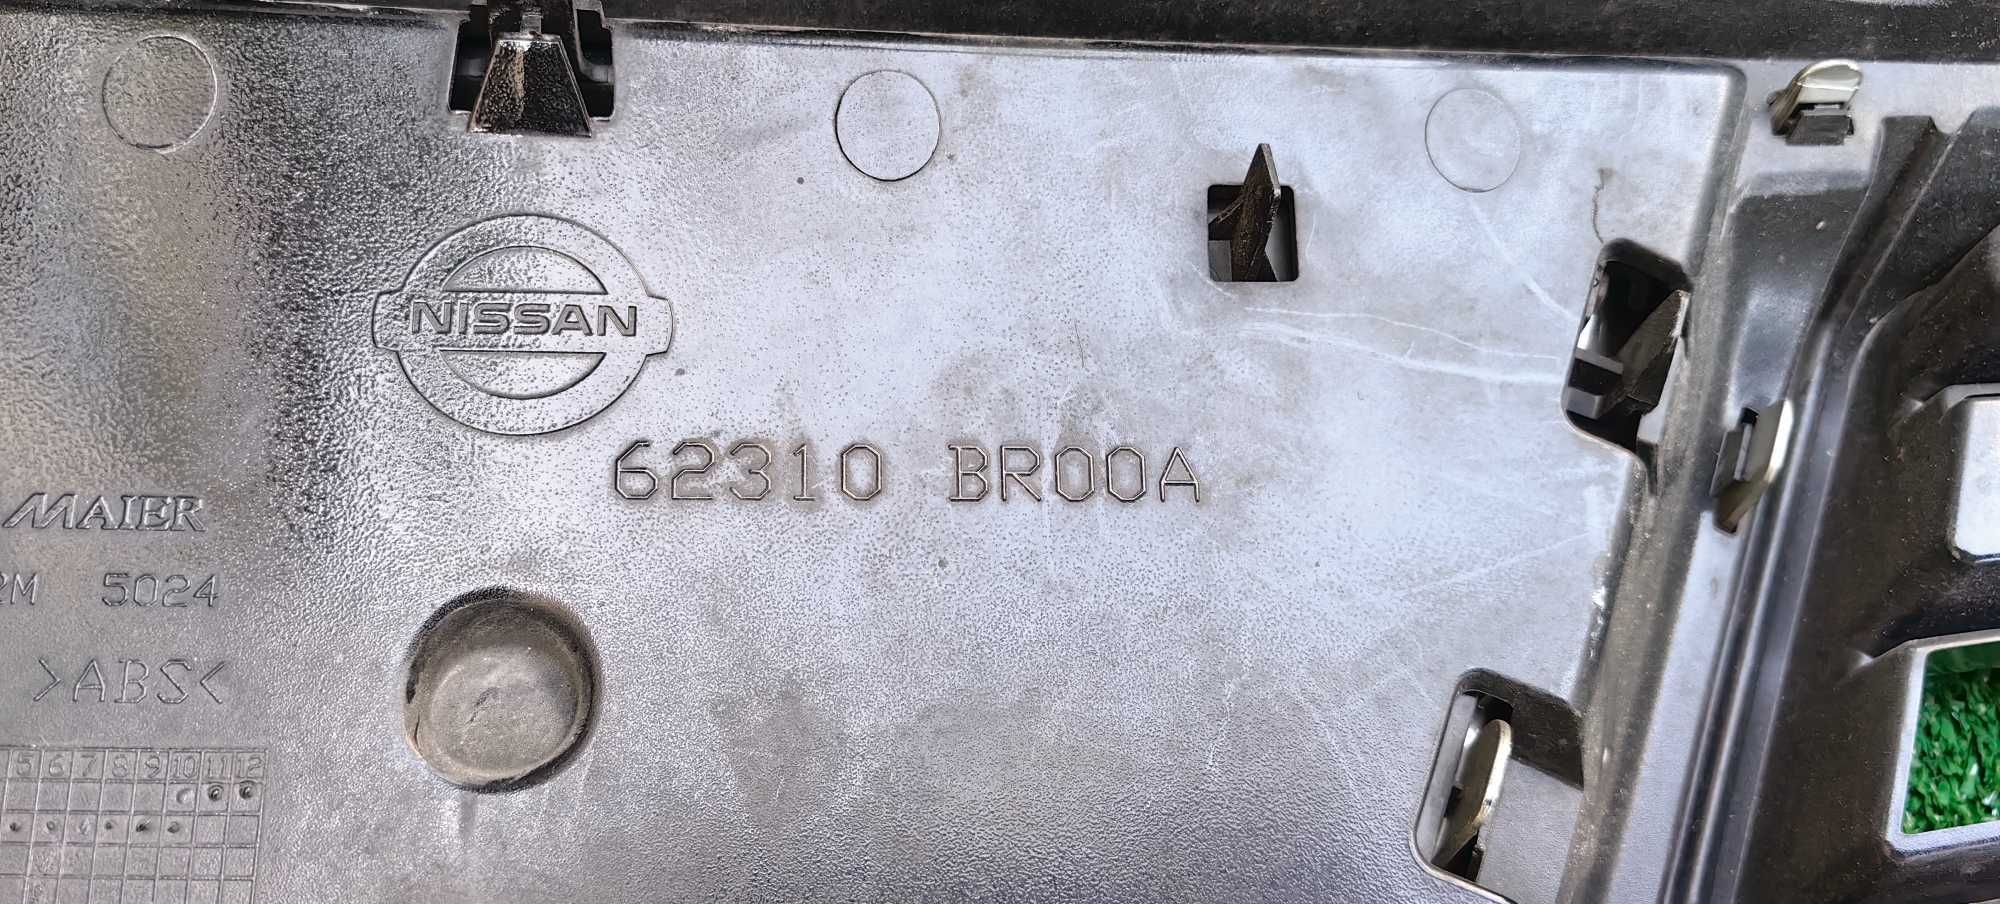 NISSAN
62310 BR00A
MAIER
5024
>ABS<
5 6 7 8 9 10 11 12